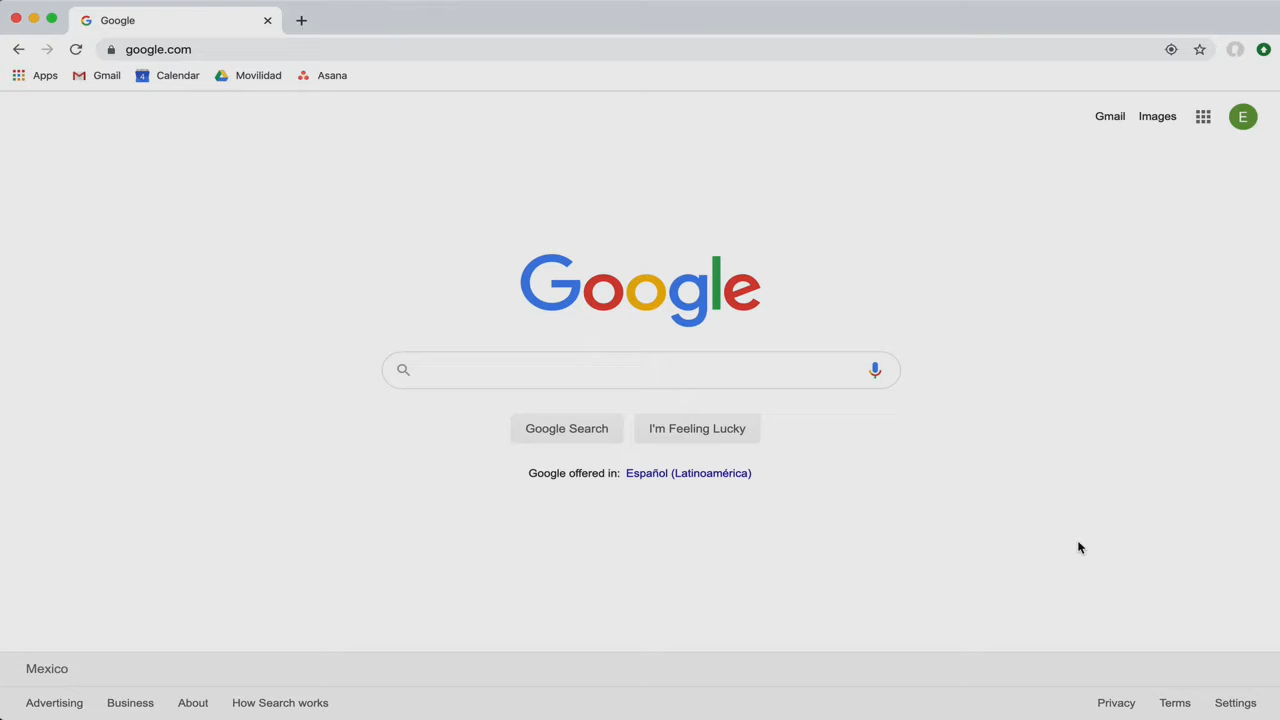 Google
google.com
Apps Gmail 4 Calendar Movilidad Asana
Gmail Images E
Google
Google Search I'm Feeling Lucky
Google offered in: Español (Latinoamérica)
Mexico
Advertising Business About How Search works Privacy Terms Settings